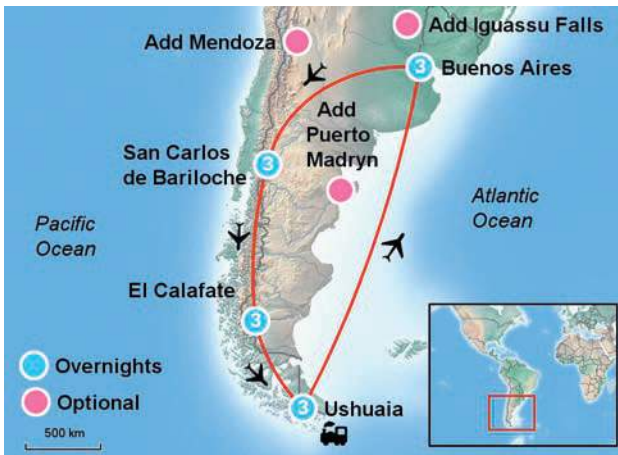 Add Mendoza
Add Iguassu Falls
3
Buenos Aires
Add
Puerto
Madryn
San Carlos
de Bariloche
3
Atlantic
Ocean
Pacific
Ocean
El Calafate
3
Overnights
Optional
3
Ushuaia
500 km